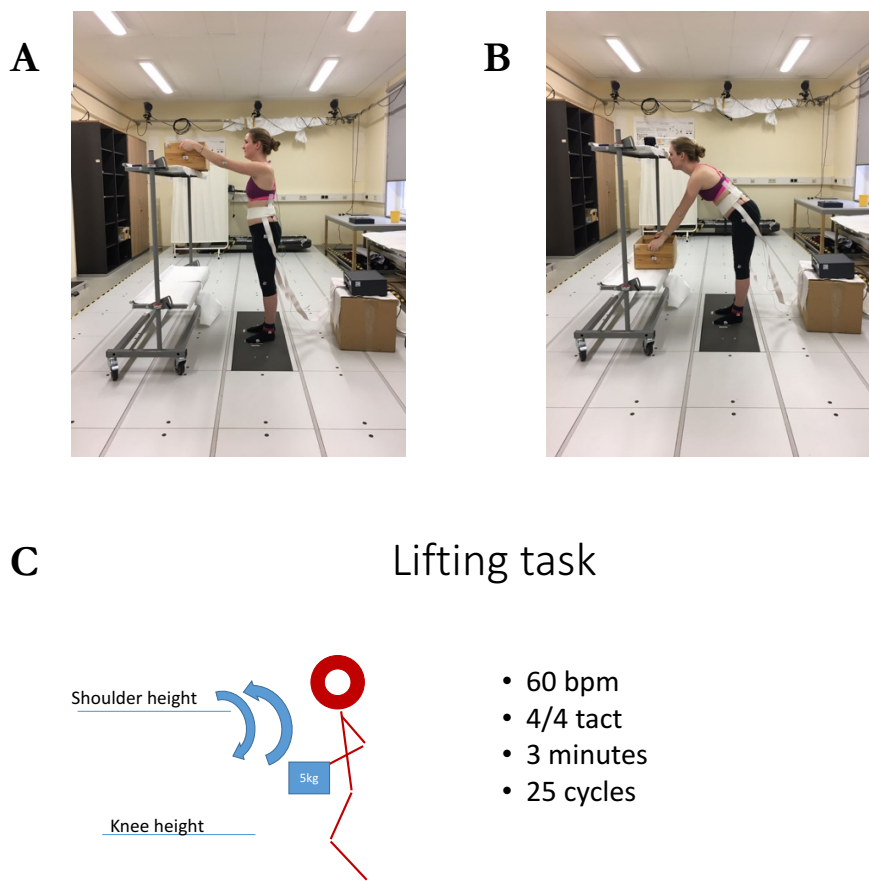 A
B
C
Lifting task
Shoulder height
5kg
Knee height
• 60 bpm
• 4/4 tact
• 3 minutes
• 25 cycles